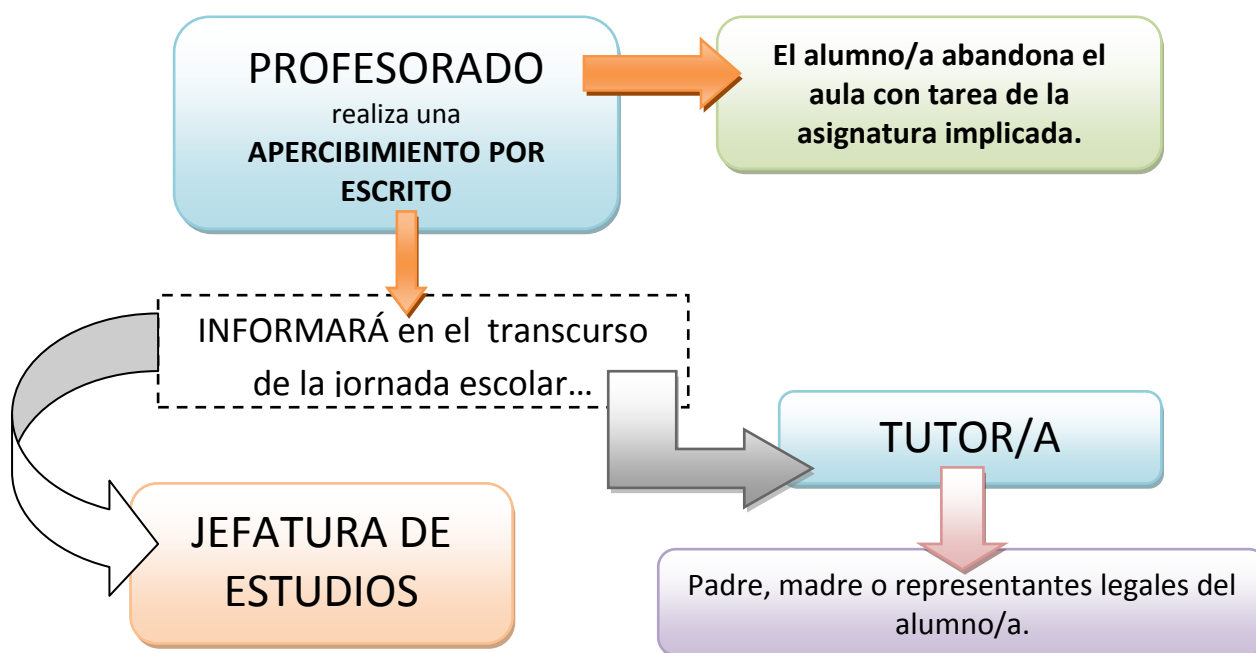 PROFESORADO
realiza una
APERCIBIMIENTO POR
ESCRITO
El alumno/a abandona el
aula con tarea de la
asignatura implicada.
INFORMARÁ en el transcurso
de la jornada escolar…
TUTOR/A
JEFATURA DE
ESTUDIOS
Padre, madre o representantes legales del
alumno/a.